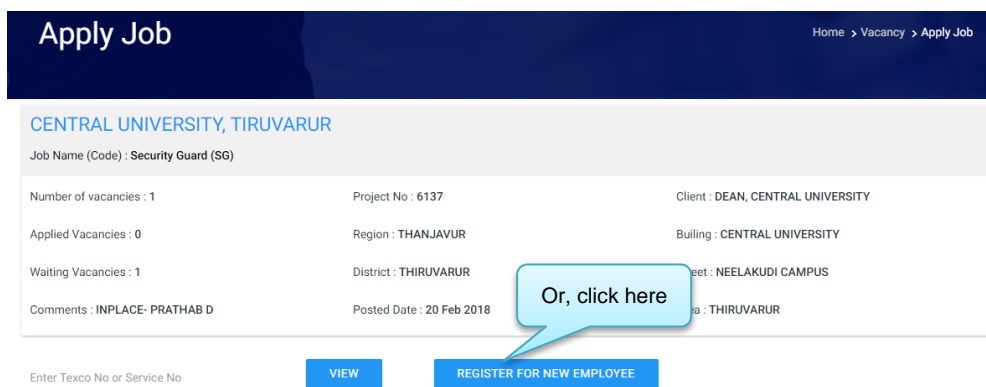 Apply Job
Home > Vacancy > Apply Job
CENTRAL UNIVERSITY, TIRUVARUR
Job Name (Code) : Security Guard (SG)
Number of vacancies : 1 Project No : 6137 Client : DEAN, CENTRAL UNIVERSITY
Applied Vacancies : 0 Region : THANJAVUR Builing : CENTRAL UNIVERSITY
Waiting Vacancies : 1 District : THIRUVARUR eet : NEELAKUDI CAMPUS
Or, click here
Comments : INPLACE- PRATHAB D Posted Date : 20 Feb 2018 ea : THIRUVARUR
Enter Texco No or Service No VIEW REGISTER FOR NEW EMPLOYEE